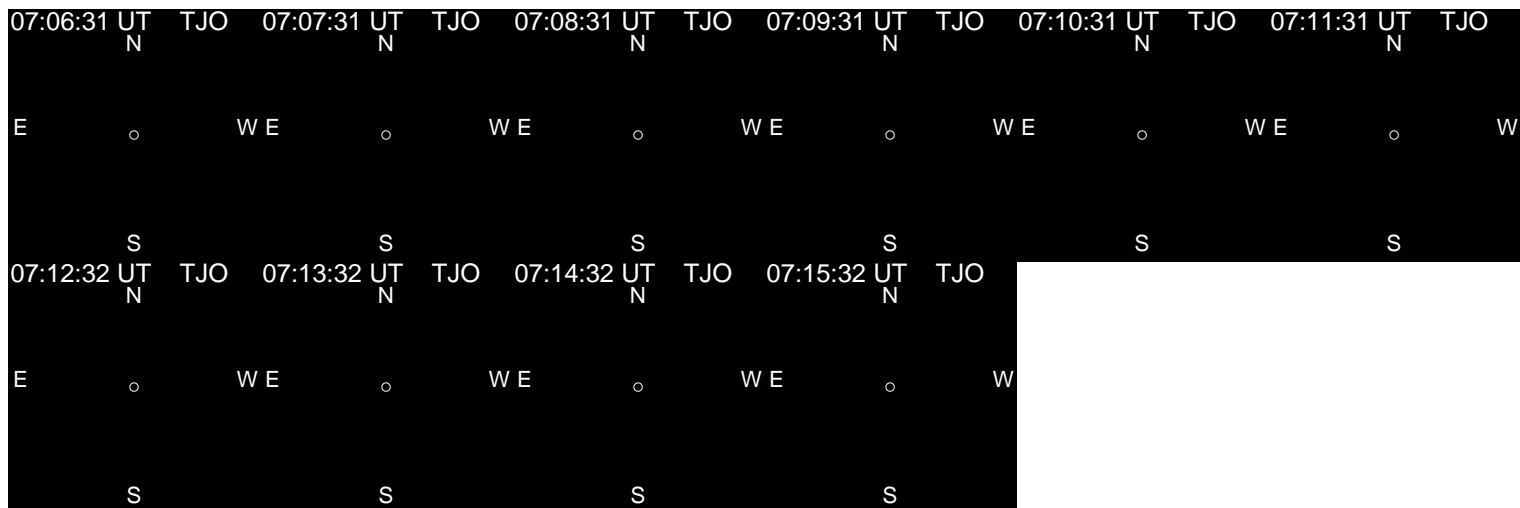 07:06:31 UT TJO 07:07:31 UT TJO 07:08:31 UT TJO 07:09:31 UT TJO 07:10:31 UT TJO 07:11:31 UT TJO
N N N N N N
E W E W E W E W E W E W
S S S S S S
07:12:32 UT TJO 07:13:32 UT TJO 07:14:32 UT TJO 07:15:32 UT TJO
N N N N
E W E W E W E W
S S S S